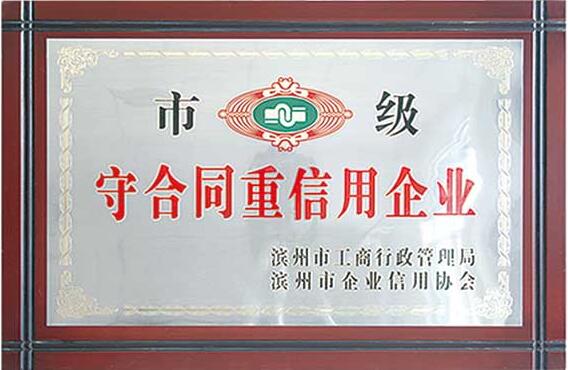 市 级
守合同重信用企业
滨州市工商行政管理局
滨州市企业信用协会